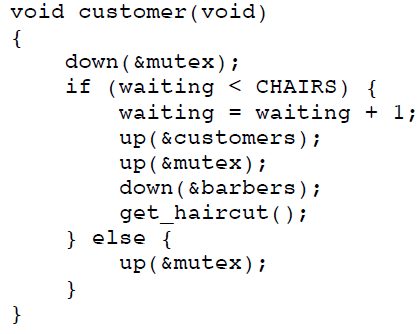 void customer(void)
{
    down(&mutex);
    if (waiting < CHAIRS) {
        waiting = waiting + 1;
        up(&customers);
        up(&mutex);
        down(&barbers);
        get_haircut();
    } else {
        up(&mutex);
    }
}